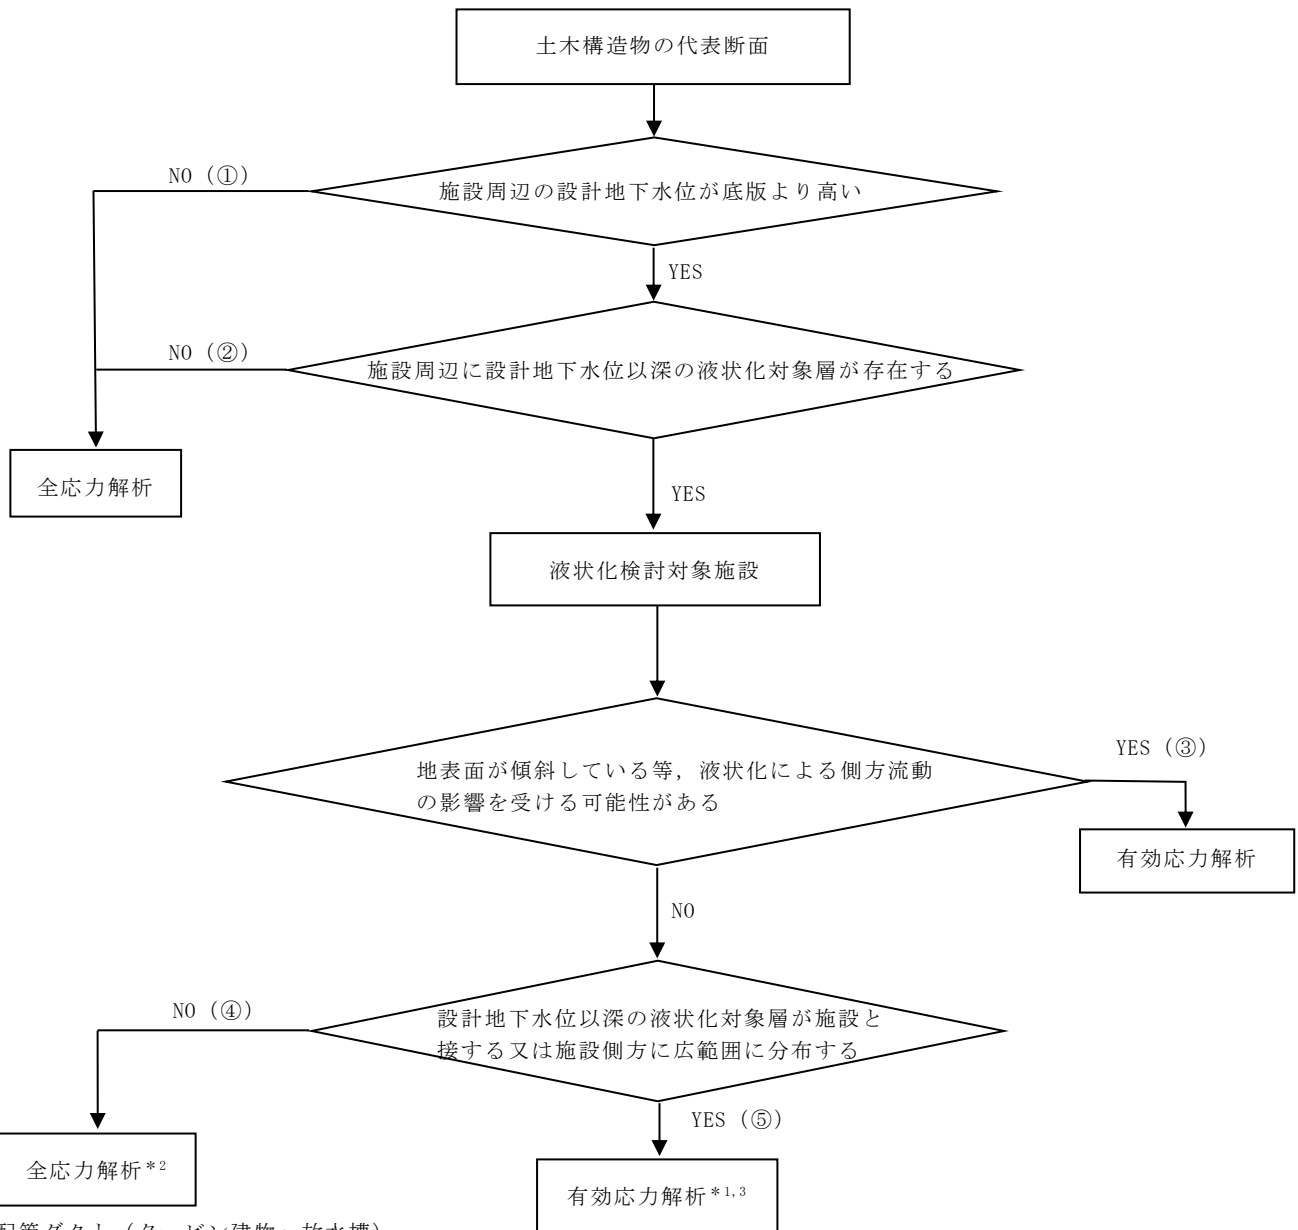 土木構造物の代表断面
NO（①）
施設周辺の設計地下水位が底版より高い
YES
NO（②）
施設周辺に設計地下水位以深の液状化対象層が存在する
全応力解析
YES
液状化検討対象施設
YES（③）
地表面が傾斜している等，液状化による側方流動
の影響を受ける可能性がある
有効応力解析
NO
NO（④）
設計地下水位以深の液状化対象層が施設と
接する又は施設側方に広範囲に分布する
YES（⑤）
全応力解析＊2
有効応力解析＊1,3